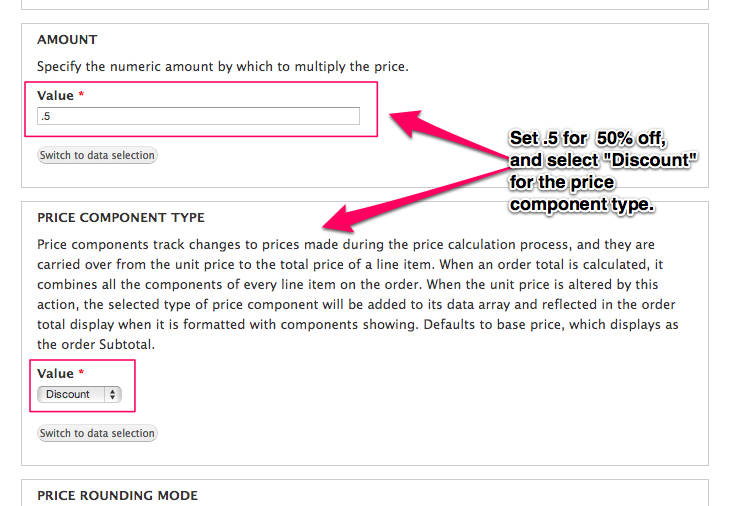 AMOUNT
Specify the numeric amount by which to multiply the price.
Value *
.5
Switch to data selection
Set .5 for 50% off,
and select "Discount"
for the price
component type.
PRICE COMPONENT TYPE
Price components track changes to prices made during the price calculation process, and they are
carried over from the unit price to the total price of a line item. When an order total is calculated, it
combines all the components of every line item on the order. When the unit price is altered by this
action, the selected type of price component will be added to its data array and reflected in the order
total display when it is formatted with components showing. Defaults to base price, which displays as
the order Subtotal.
Value *
Discount
Switch to data selection
PRICE ROUNDING MODE